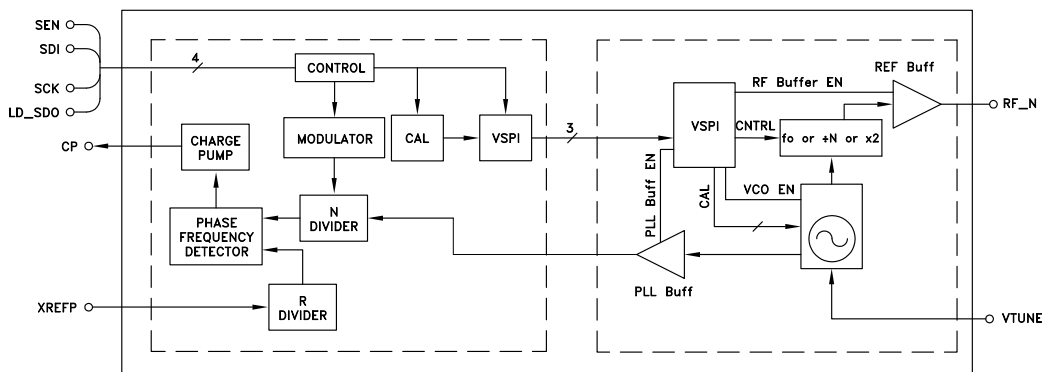 SEN
SDI
SCK
LD_SDO
CP
XREFP
4
CONTROL
MODULATOR
CAL
VSPI
CHARGE
PUMP
PHASE
FREQUENCY
DETECTOR
N
DIVIDER
R
DIVIDER
3
VSPI
RF Buffer EN
REF Buff
RF_N
CNTRL
fo or ÷N or x2
PLL Buff EN
CAL
VCO EN
PLL Buff
VTUNE